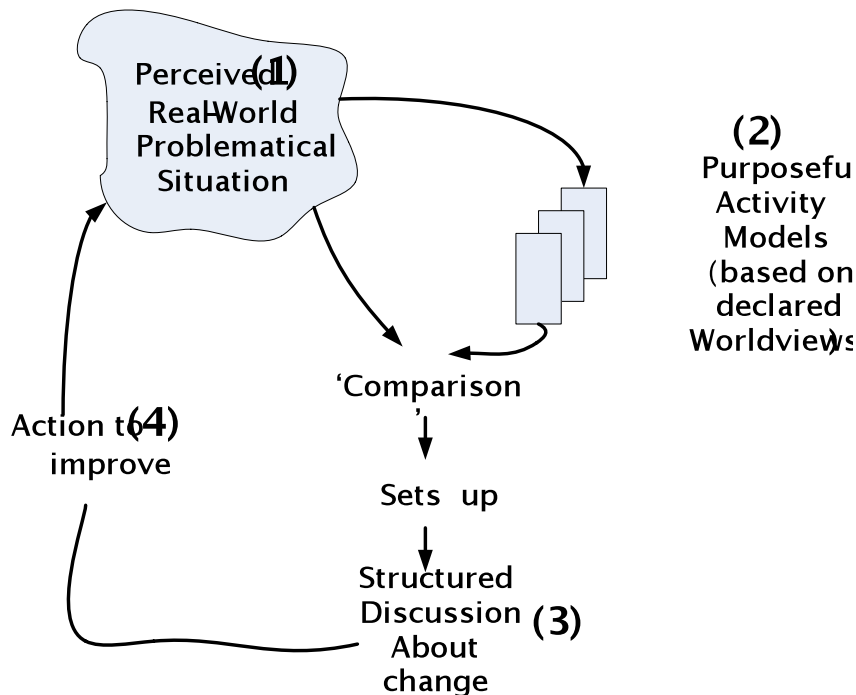 (1)
Perceived
Real-World
Problematical
Situation
(2)
Purposefu
Activity
Models
(based on
declared
Worldviews)
‘Comparison
’
Sets up
Structured
Discussion
About
change
(3)
(4)
Action to
improve